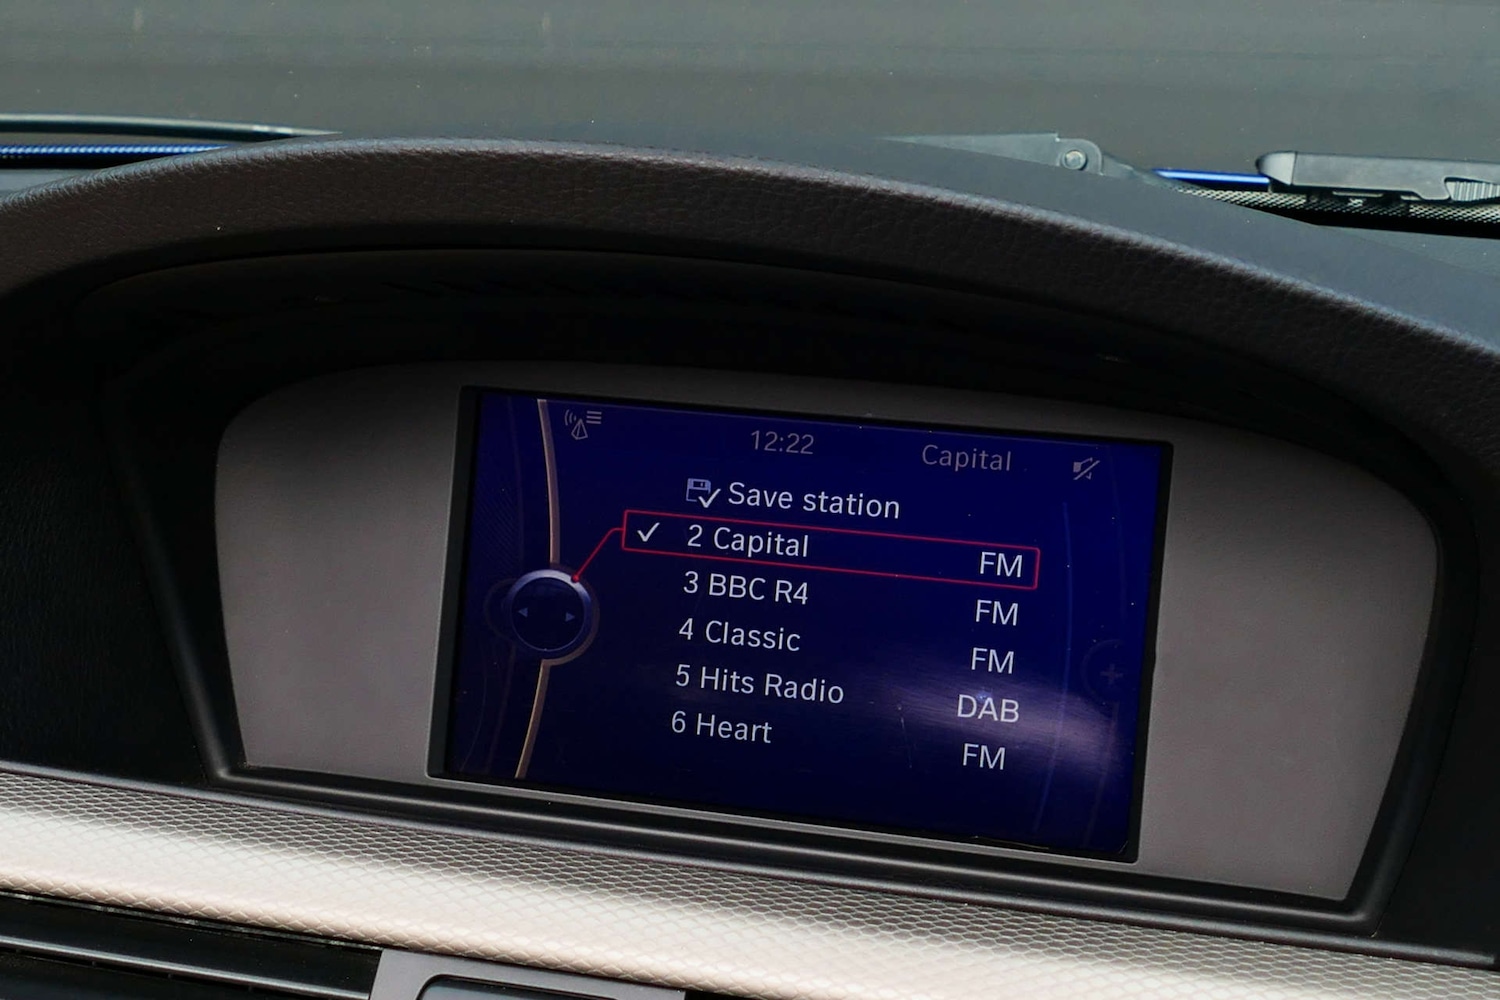 12:22 Capital
Save station
2 Capital FM
3 BBC R4 FM
4 Classic FM
5 Hits Radio DAB
6 Heart FM